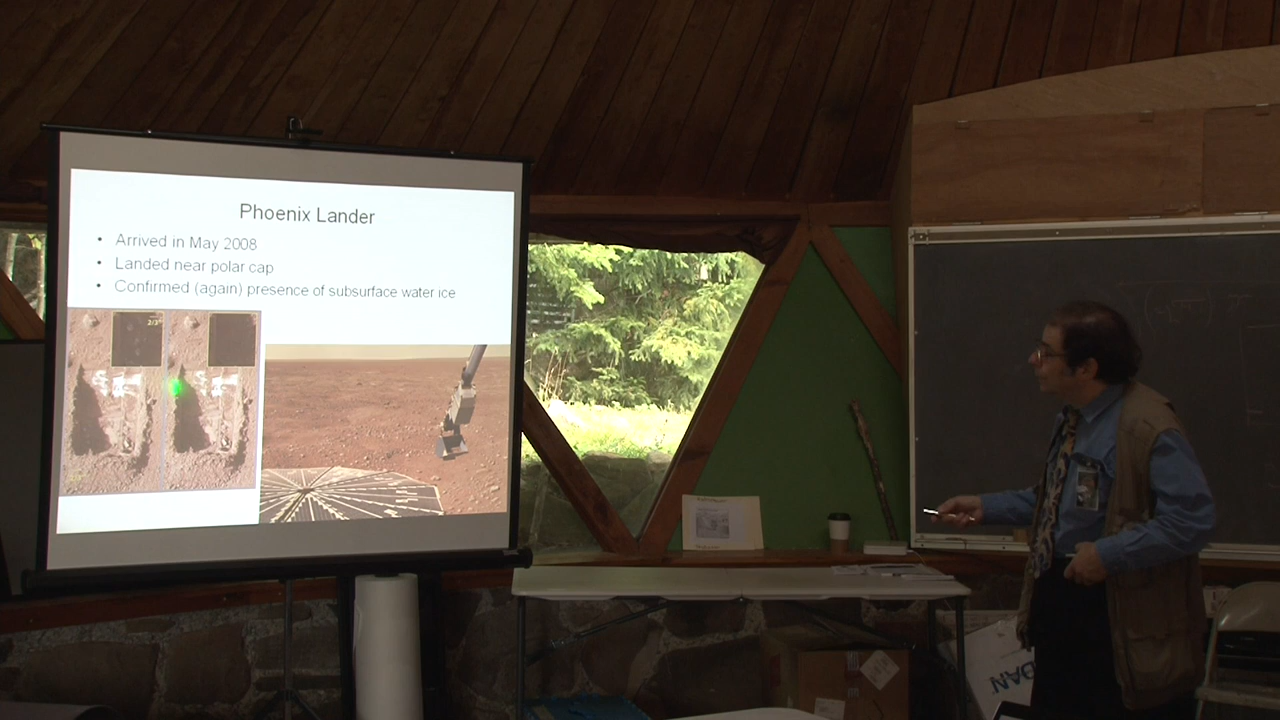 Phoenix Lander
• Arrived in May 2008
• Landed near polar cap
• Confirmed (again) presence of subsurface water ice